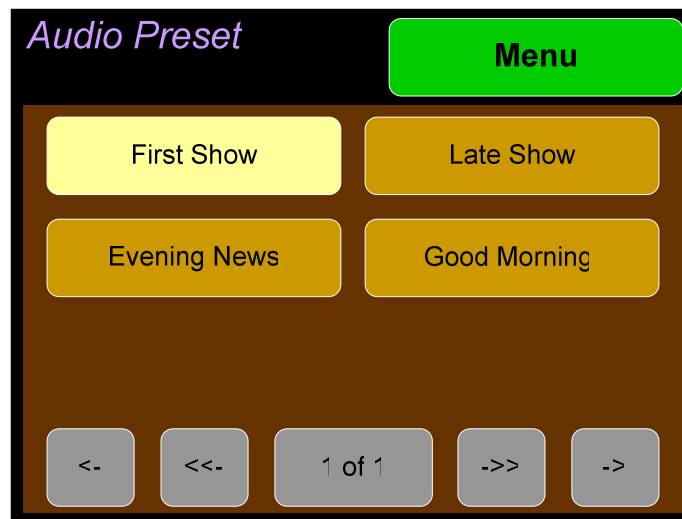 Audio Preset
Menu
First Show
Late Show
Evening News
Good Morning
<-
<<-
1 of 1
->>
->